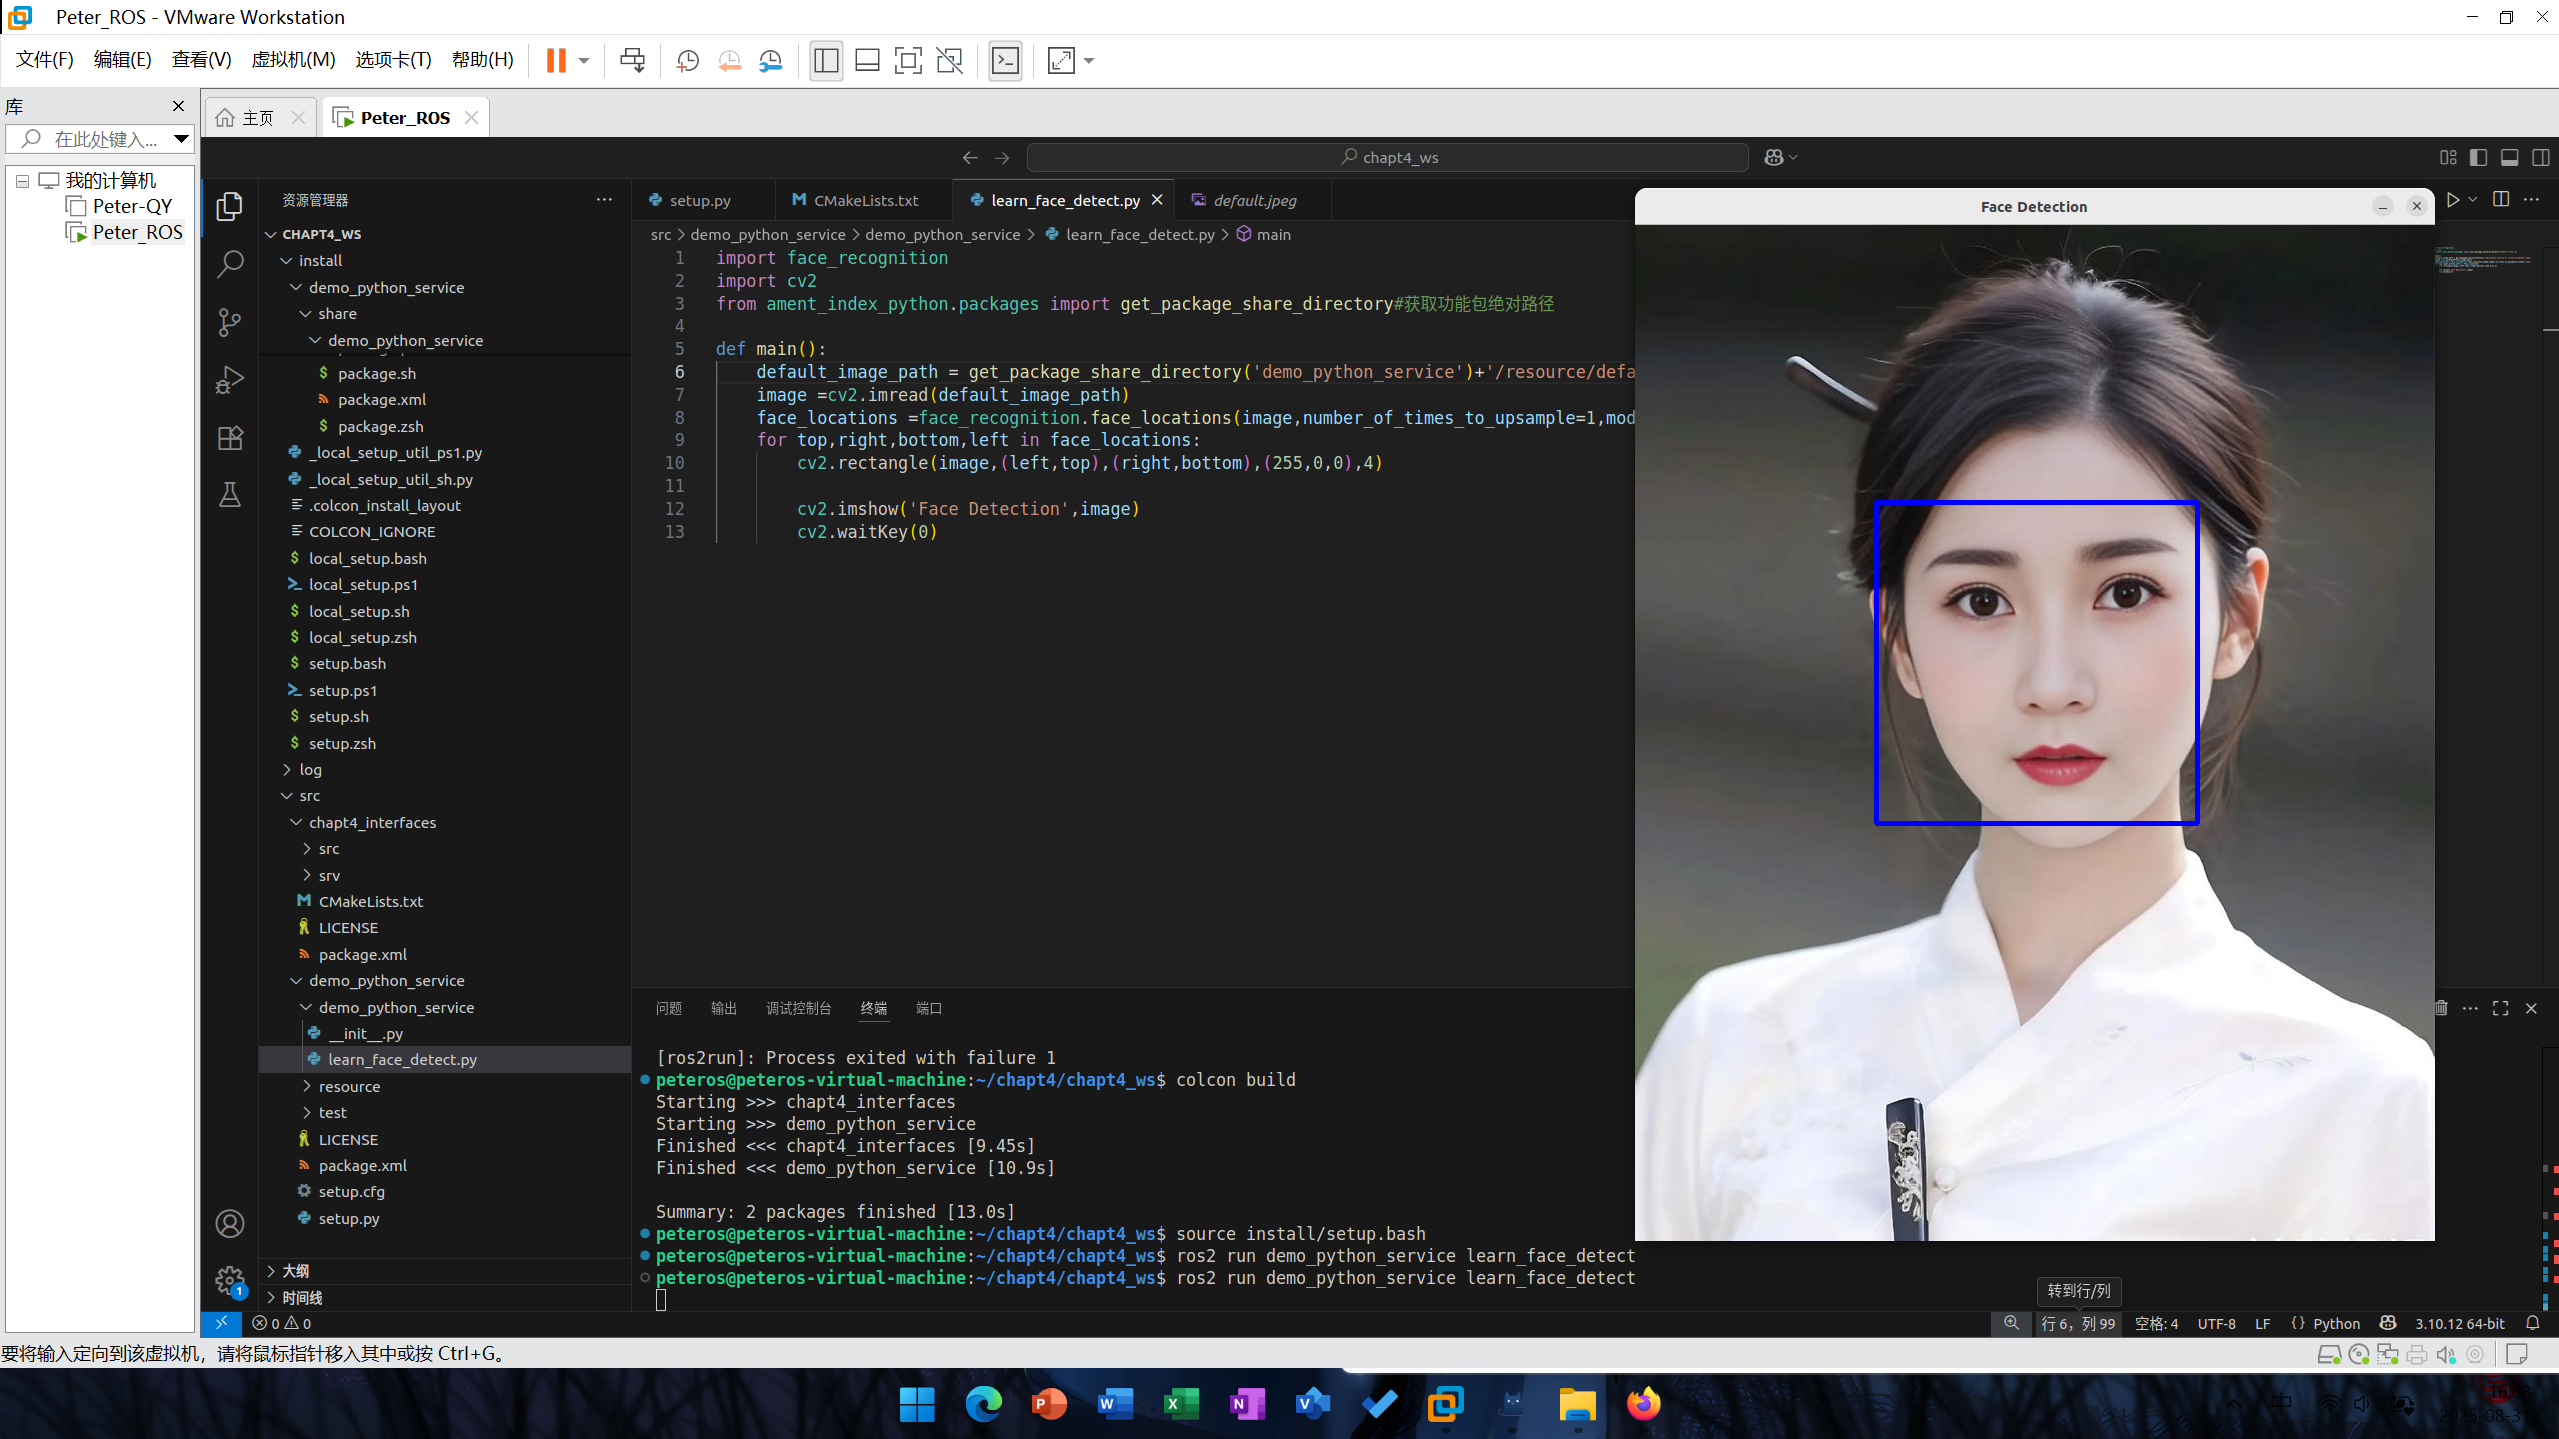 Peter_ROS - VMware Workstation
文件(F) 编辑(E) 查看(V) 虚拟机(M) 选项卡(T) 帮助(H)
库
在此处键入...
我的计算机
Peter-QY
Peter_ROS
主页
Peter_ROS
chapt4_ws
资源管理器
CHAPT4_WS
install
demo_python_service
share
demo_python_service
package.sh
package.xml
package.zsh
_local_setup_util_ps1.py
_local_setup_util_sh.py
.colcon_install_layout
COLCON_IGNORE
local_setup.bash
local_setup.ps1
local_setup.sh
local_setup.zsh
setup.bash
setup.ps1
setup.sh
setup.zsh
log
src
chapt4_interfaces
src
srv
CMakeLists.txt
LICENSE
package.xml
demo_python_service
demo_python_service
__init__.py
learn_face_detect.py
resource
test
LICENSE
package.xml
setup.cfg
setup.py
大纲
时间线
setup.py CMakeLists.txt learn_face_detect.py default.jpeg
src > demo_python_service > demo_python_service > learn_face_detect.py > main
1 import face_recognition
2 import cv2
3 from ament_index_python.packages import get_package_share_directory#获取功能包绝对路径
4
5 def main():
6 default_image_path = get_package_share_directory('demo_python_service')+'/resource/defa
7 image =cv2.imread(default_image_path)
8 face_locations =face_recognition.face_locations(image,number_of_times_to_upsample=1,mod
9 for top,right,bottom,left in face_locations:
10 cv2.rectangle(image,(left,top),(right,bottom),(255,0,0),4)
11
12 cv2.imshow('Face Detection',image)
13 cv2.waitKey(0)
Face Detection
问题 输出 调试控制台 终端 端口
[ros2run]: Process exited with failure 1
peteros@peteros-virtual-machine:~/chapt4/chapt4_ws$ colcon build
Starting >>> chapt4_interfaces
Starting >>> demo_python_service
Finished <<< chapt4_interfaces [9.45s]
Finished <<< demo_python_service [10.9s]
Summary: 2 packages finished [13.0s]
peteros@peteros-virtual-machine:~/chapt4/chapt4_ws$ source install/setup.bash
peteros@peteros-virtual-machine:~/chapt4/chapt4_ws$ ros2 run demo_python_service learn_face_detect
peteros@peteros-virtual-machine:~/chapt4/chapt4_ws$ ros2 run demo_python_service learn_face_detect
转到行/列
1
0 0
行 6，列 99 空格: 4 UTF-8 LF {} Python 3.10.12 64-bit
要将输入定向到该虚拟机，请将鼠标指针移入其中或按 Ctrl+G。
中